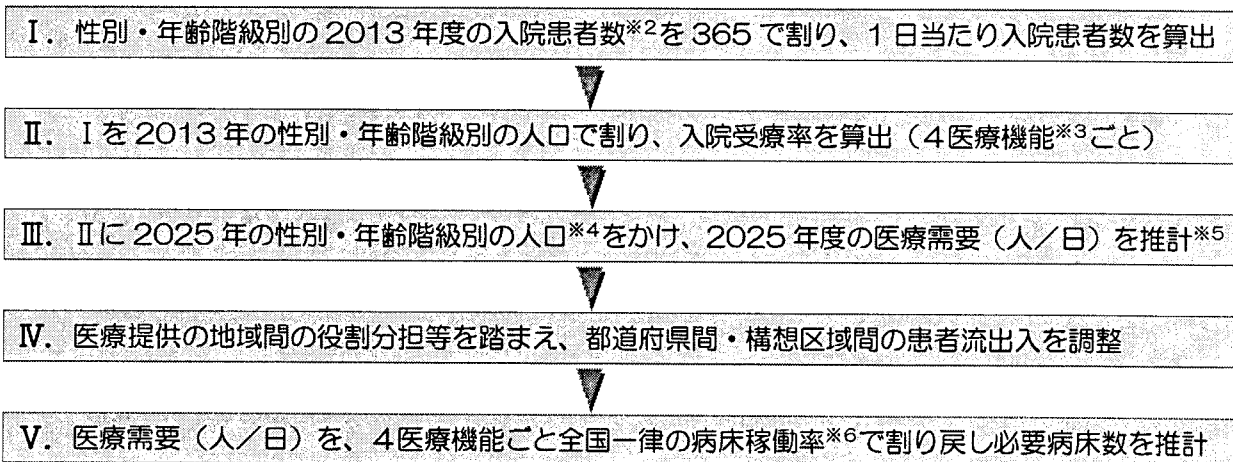 Ⅰ．性別・年齢階級別の2013年度の入院患者数※2を365で割り、1日当たり入院患者数を算出
Ⅱ．Ⅰを2013年の性別・年齢階級別の人口で割り、入院受療率を算出（4医療機能※3ごと）
Ⅲ．Ⅱに2025年の性別・年齢階級別の人口※4をかけ、2025年度の医療需要（人／日）を推計※5
Ⅳ．医療提供の地域間の役割分担等を踏まえ、都道府県間・構想区域間の患者流出入を調整
Ⅴ．医療需要（人／日）を、4医療機能ごと全国一律の病床稼働率※6で割り戻し必要病床数を推計